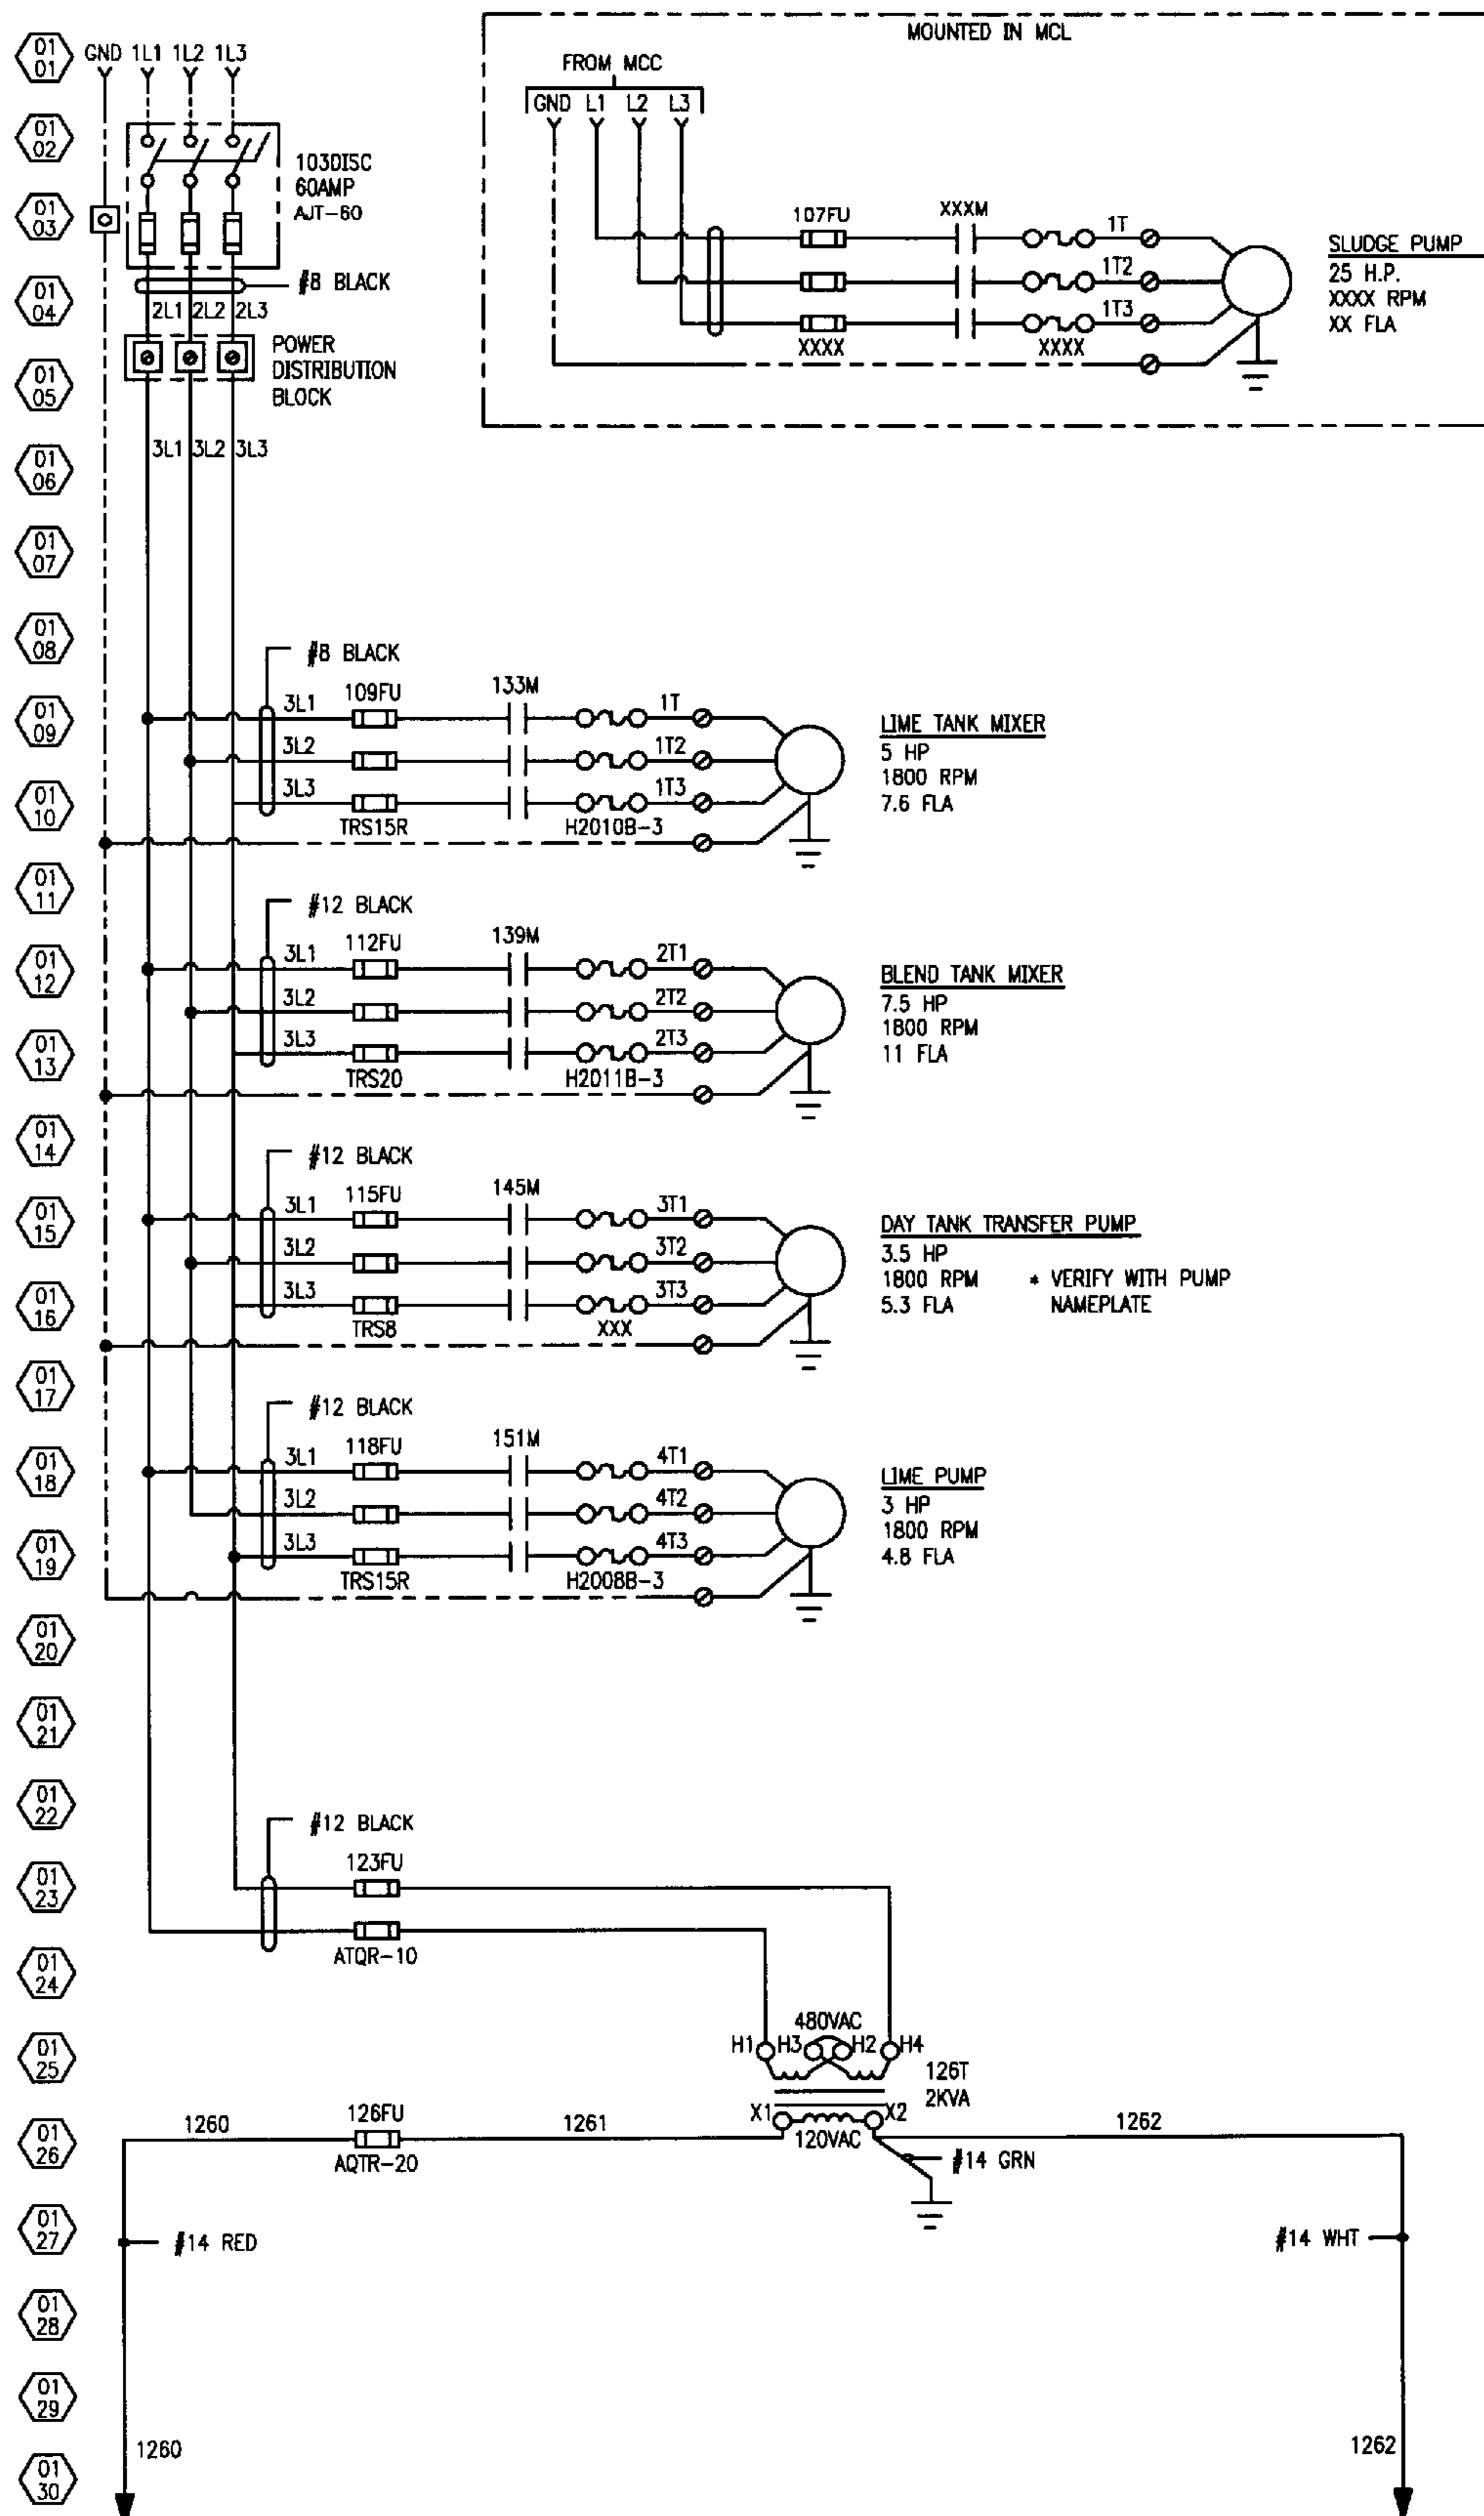 01
01
GND 1L1 1L2 1L3
MOUNTED IN MCL
FROM MCC
GND L1 L2 L3
01
02
103DISC
60AMP
AJT-60
01
03
107FU
XXXM
1T
1T2
1T3
XXXX
XXXX
SLUDGE PUMP
25 H.P.
XXXX RPM
XX FLA
#8 BLACK
01
04
2L1 2L2 2L3
POWER
DISTRIBUTION
BLOCK
01
05
3L1 3L2 3L3
01
06
01
07
01
08
#8 BLACK
01
09
3L1
109FU
133M
1T
3L2
1T2
3L3
1T3
TRS15R
H2010B-3
LIME TANK MIXER
5 HP
1800 RPM
7.6 FLA
01
10
01
11
#12 BLACK
01
12
3L1
112FU
139M
2T1
3L2
2T2
3L3
2T3
TRS20
H2011B-3
BLEND TANK MIXER
7.5 HP
1800 RPM
11 FLA
01
13
01
14
#12 BLACK
01
15
3L1
115FU
145M
3T1
3L2
3T2
3L3
3T3
TRS8
XXX
DAY TANK TRANSFER PUMP
3.5 HP
1800 RPM
5.3 FLA
* VERIFY WITH PUMP
NAMEPLATE
01
16
01
17
#12 BLACK
01
18
3L1
118FU
151M
4T1
3L2
4T2
3L3
4T3
TRS15R
H2008B-3
LIME PUMP
3 HP
1800 RPM
4.8 FLA
01
19
01
20
01
21
01
22
#12 BLACK
01
23
123FU
ATQR-10
01
24
480VAC
H1 H3 H2 H4
01
25
126T
2KVA
X1 X2
120VAC
01
26
1260
126FU
AQTR-20
1261
1262
#14 GRN
01
27
#14 RED
#14 WHT
01
28
01
29
1260
1262
01
30